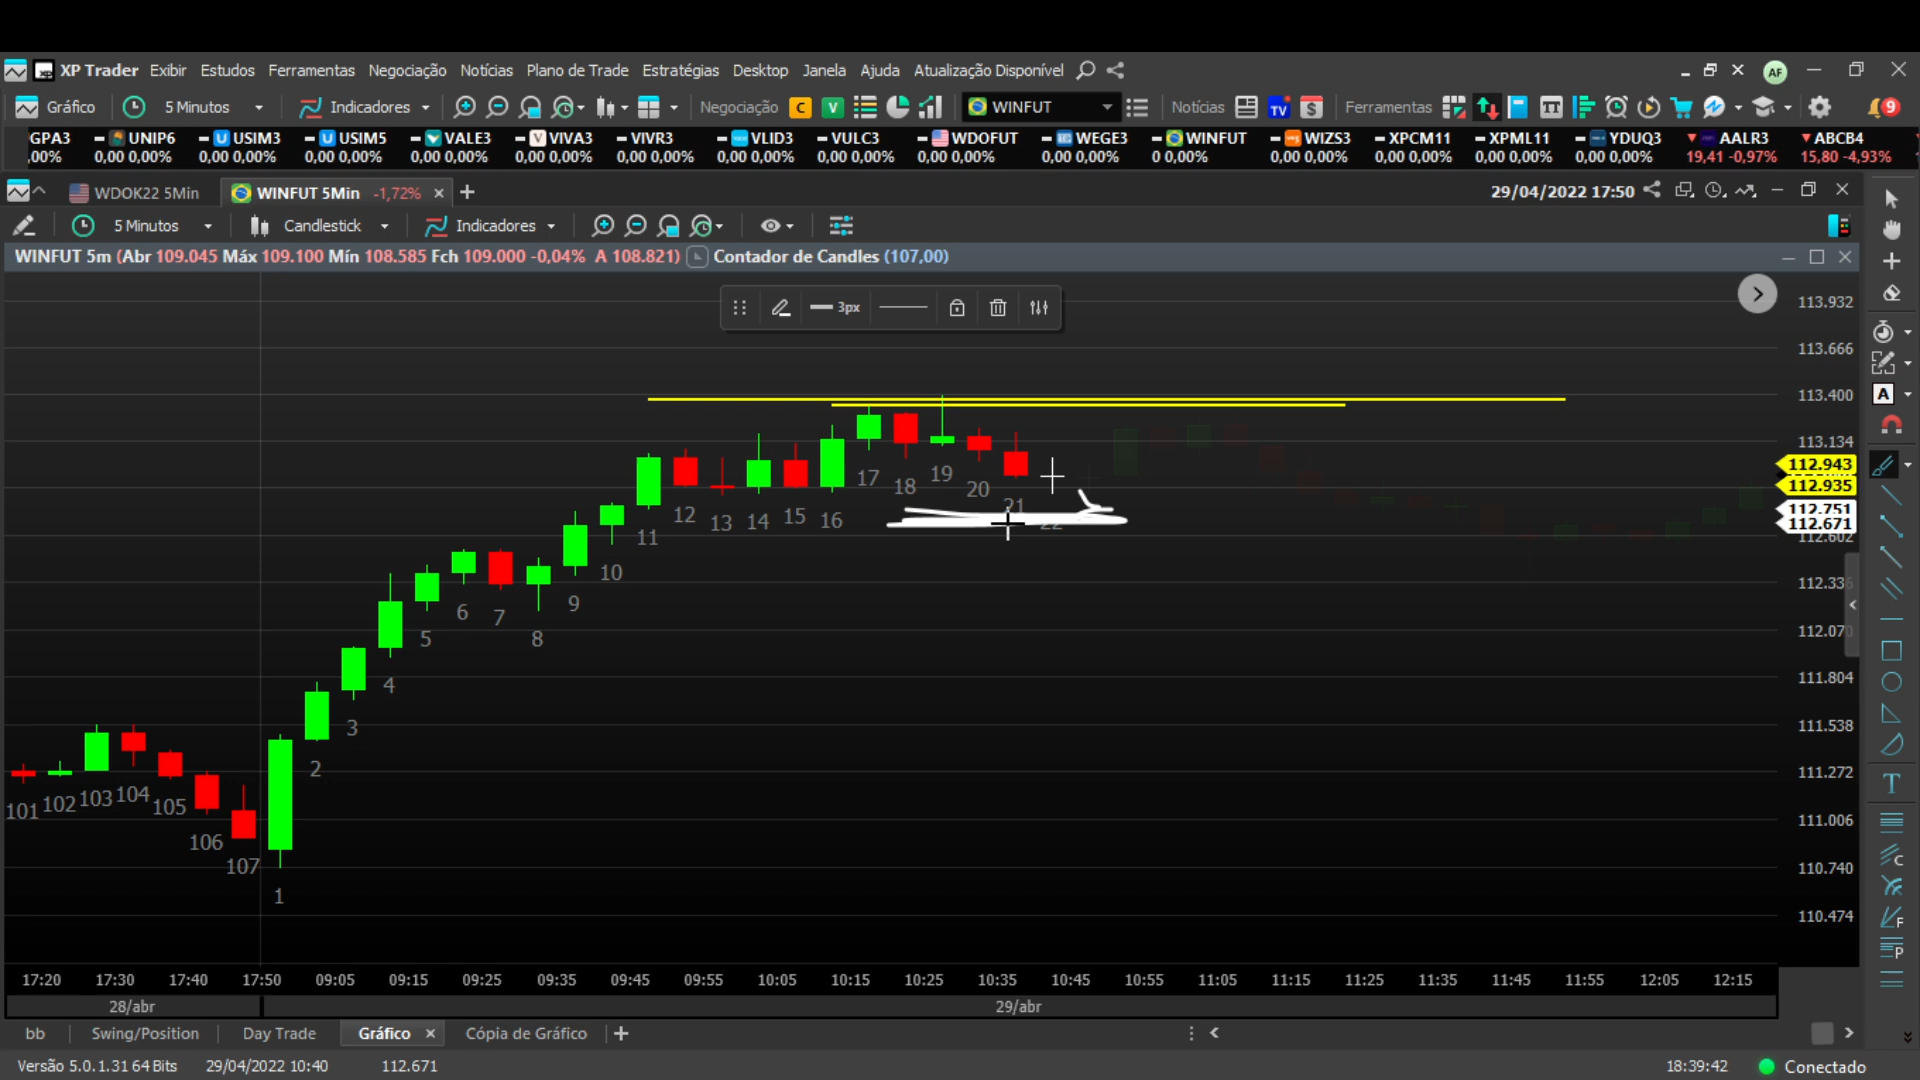 XP Trader Exibir Estudos Ferramentas Negociação Notícias Plano de Trade Estratégias Desktop Janela Ajuda Atualização Disponível AF
Gráfico 5 Minutos Indicadores Negociação C V WINFUT Notícias TV $ Ferramentas 9
GPA3 UNIP6 USIM3 USIM5 VALE3 VIVA3 VIVR3 VLID3 VULC3 WDOFUT WEGE3 WINFUT WIZS3 XPCM11 XPML11 YDUQ3 AALR3 ABCB4
,00% 0,00 0,00% 0,00 0,00% 0,00 0,00% 0,00 0,00% 0,00 0,00% 0,00 0,00% 0,00 0,00% 0,00 0,00% 0,00 0,00% 0,00 0,00% 0 0,00% 0,00 0,00% 0,00 0,00% 0,00 0,00% 0,00 0,00% 19,41 -0,97% 15,80 -4,93%
WDOK22 5Min WINFUT 5Min -1,72% 29/04/2022 17:50
5 Minutos Candlestick Indicadores
WINFUT 5m (Abr 109.045 Máx 109.100 Mín 108.585 Fch 109.000 -0,04% A 108.821) Contador de Candles (107,00)
3px
113.932
113.666
113.400
113.134
112.943
112.935
112.751
112.671
112.602
112.33
112.07
111.804
111.538
111.272
111.006
110.740
110.474
101 102 103 104 105 106 107 1 2 3 4 5 6 7 8 9 10 11 12 13 14 15 16 17 18 19 20 21 22
A
T
C
F
P
17:20 17:30 17:40 17:50 09:05 09:15 09:25 09:35 09:45 09:55 10:05 10:15 10:25 10:35 10:45 10:55 11:05 11:15 11:25 11:35 11:45 11:55 12:05 12:15
28/abr 29/abr
bb Swing/Position Day Trade Gráfico Cópia de Gráfico
Versão 5.0.1.31 64 Bits 29/04/2022 10:40 112.671 18:39:42 Conectado